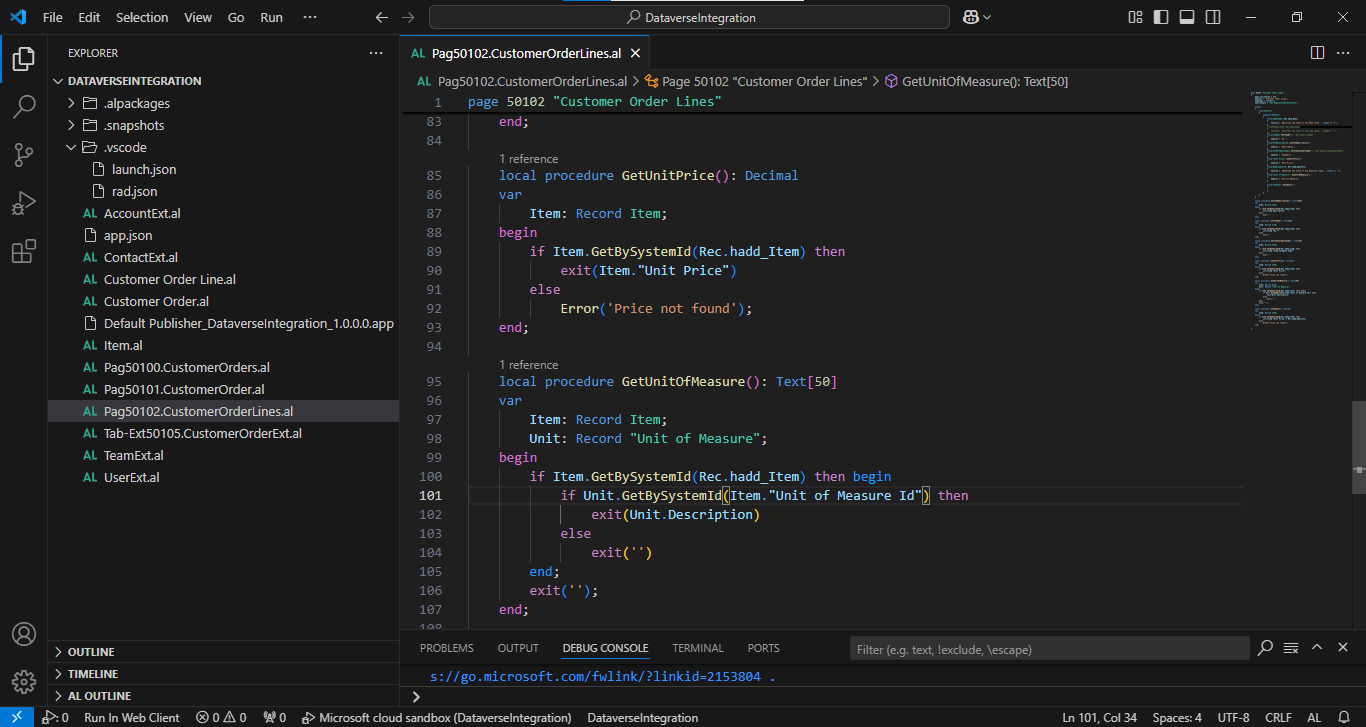 File Edit Selection View Go Run ··· DataverseIntegration
EXPLORER
DATAVERSEINTEGRATION
.alpackages
.snapshots
.vscode
launch.json
rad.json
AL AccountExt.al
app.json
AL ContactExt.al
AL Customer Order Line.al
AL Customer Order.al
Default Publisher_DataverseIntegration_1.0.0.0.app
AL Item.al
AL Pag50100.CustomerOrders.al
AL Pag50101.CustomerOrder.al
AL Pag50102.CustomerOrderLines.al
AL Tab-Ext50105.CustomerOrderExt.al
AL TeamExt.al
AL UserExt.al
OUTLINE
TIMELINE
AL OUTLINE
AL Pag50102.CustomerOrderLines.al
AL Pag50102.CustomerOrderLines.al > Page 50102 "Customer Order Lines" > GetUnitOfMeasure(): Text[50]
1 page 50102 "Customer Order Lines"
83 end;
84
1 reference
85 local procedure GetUnitPrice(): Decimal
86 var
87 Item: Record Item;
88 begin
89 if Item.GetBySystemId(Rec.hadd_Item) then
90 exit(Item."Unit Price")
91 else
92 Error('Price not found');
93 end;
94
1 reference
95 local procedure GetUnitOfMeasure(): Text[50]
96 var
97 Item: Record Item;
98 Unit: Record "Unit of Measure";
99 begin
100 if Item.GetBySystemId(Rec.hadd_Item) then begin
101 if Unit.GetBySystemId(Item."Unit of Measure Id") then
102 exit(Unit.Description)
103 else
104 exit('')
105 end;
106 exit('');
107 end;
108
PROBLEMS OUTPUT DEBUG CONSOLE TERMINAL PORTS Filter (e.g. text, !exclude, \escape)
s://go.microsoft.com/fwlink/?linkid=2153804 .
0 Run In Web Client 0 0 0 Microsoft cloud sandbox (DataverseIntegration) DataverseIntegration Ln 101, Col 34 Spaces: 4 UTF-8 CRLF AL